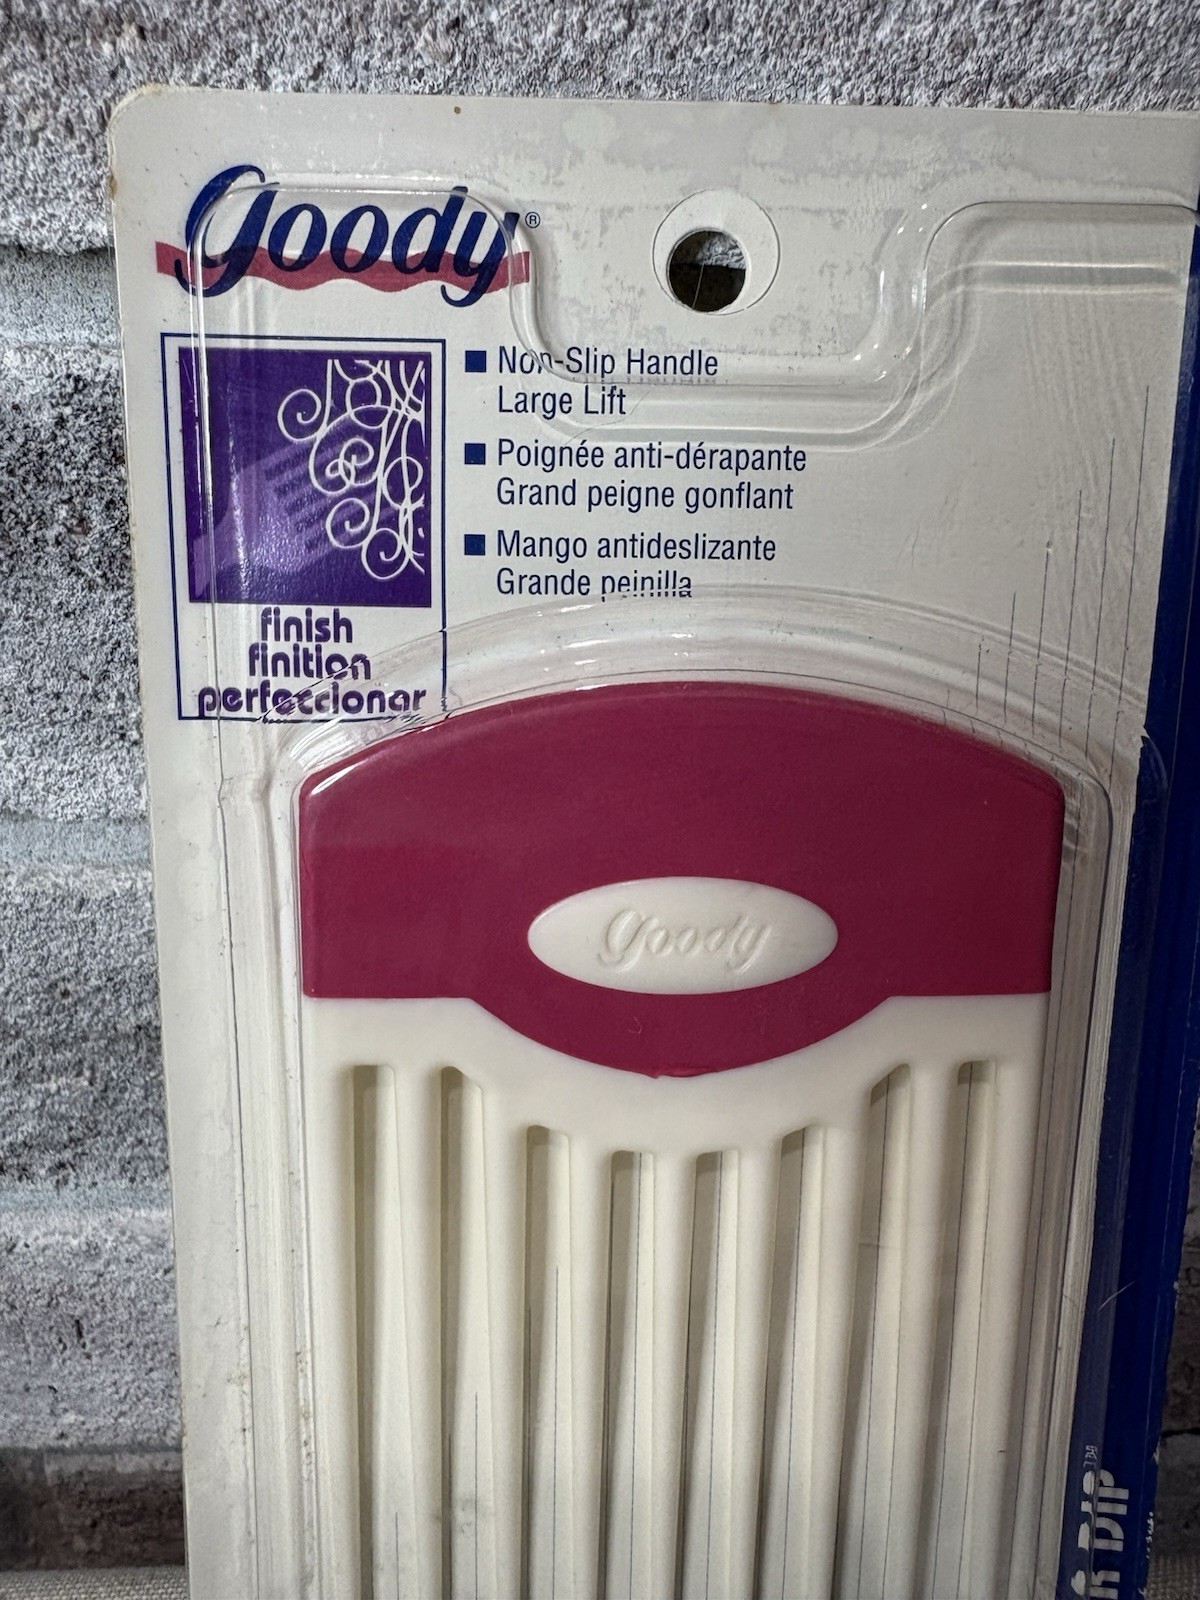 goody®
■ Non-Slip Handle
Large Lift
■ Poignée anti-dérapante
Grand peigne gonflant
■ Mango antideslizante
Grande peinilla
finish
finition
perfeccionar
goody
DIP